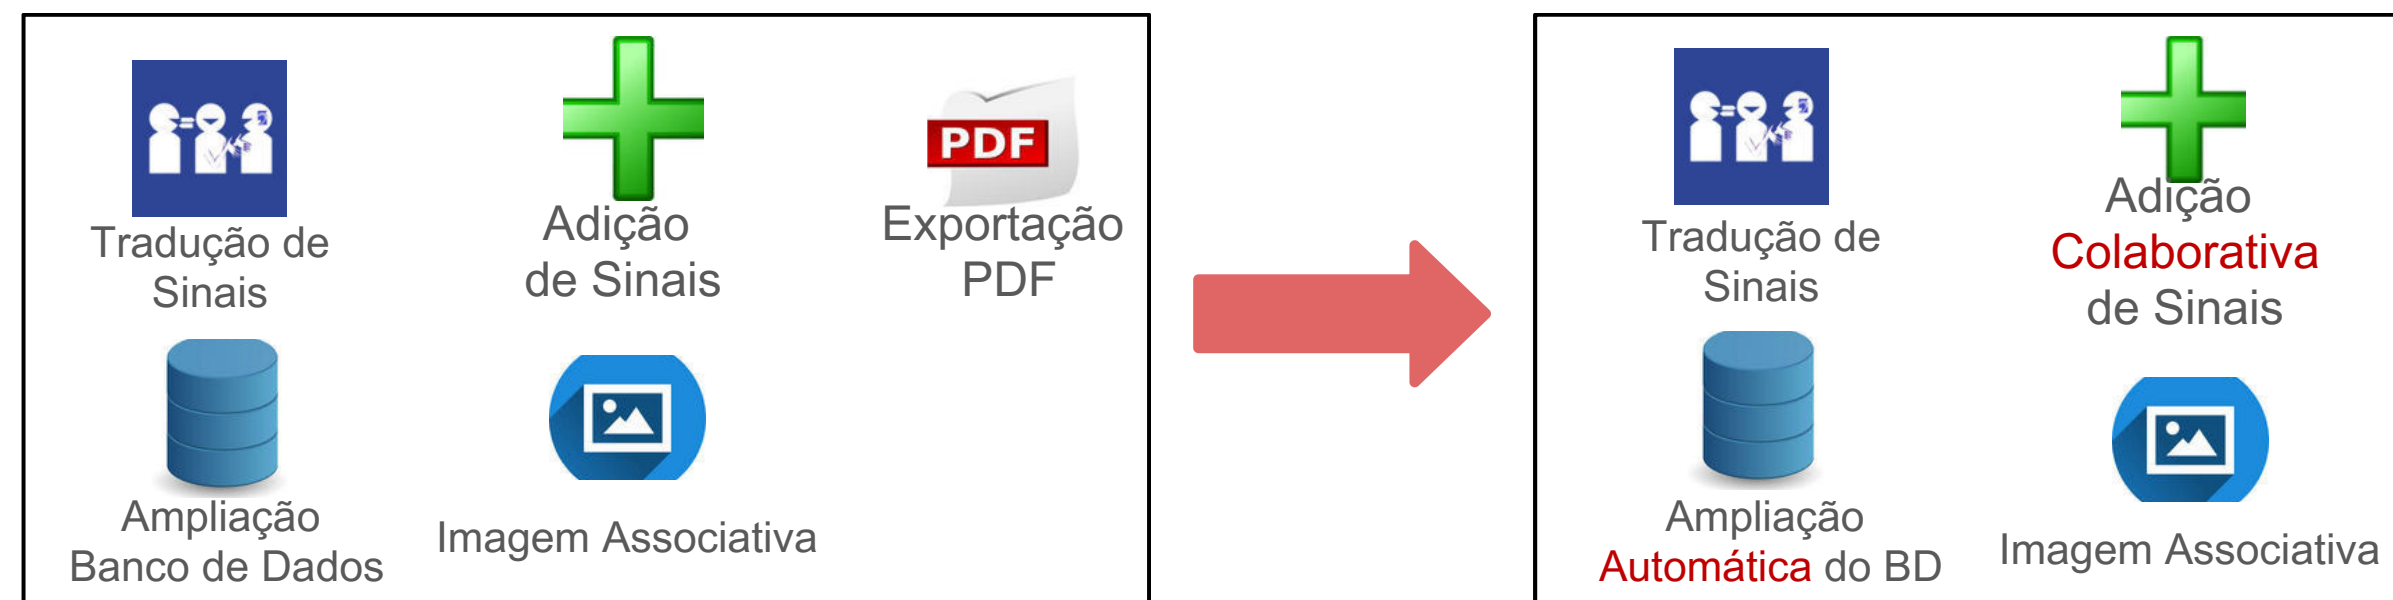 Tradução de
Sinais
Adição
de Sinais
PDF
Exportação
PDF
Ampliação
Banco de Dados
Imagem Associativa
Tradução de
Sinais
Adição
Colaborativa
de Sinais
Ampliação
Automática do BD
Imagem Associativa